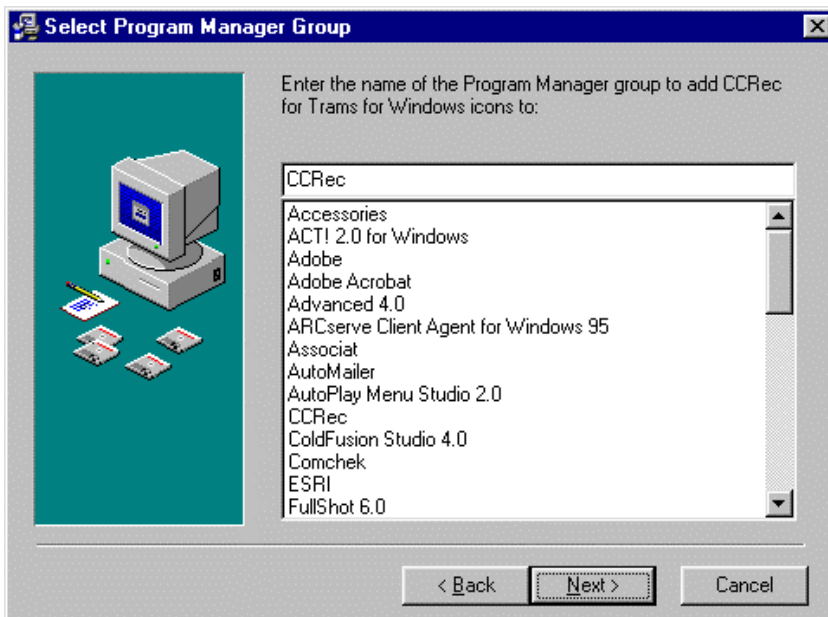 Select Program Manager Group
Enter the name of the Program Manager group to add CCRec
for Trams for Windows icons to:
CCRec
Accessories
ACT! 2.0 for Windows
Adobe
Adobe Acrobat
Advanced 4.0
ARCserve Client Agent for Windows 95
Associat
AutoMailer
AutoPlay Menu Studio 2.0
CCRec
ColdFusion Studio 4.0
Comchek
ESRI
FullShot 6.0
< Back Next > Cancel